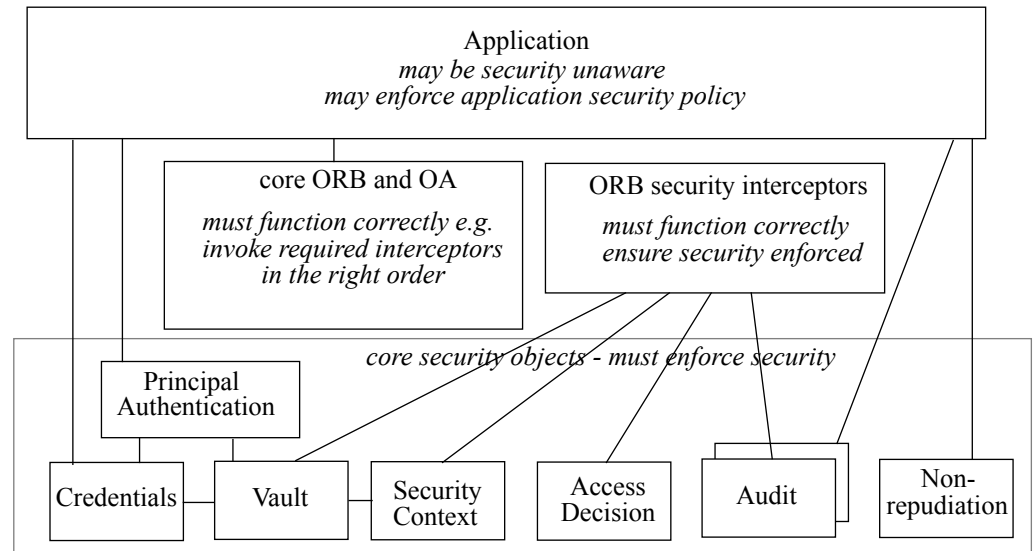 Application
may be security unaware
may enforce application security policy
core ORB and OA
must function correctly e.g.
invoke required interceptors
in the right order
ORB security interceptors
must function correctly
ensure security enforced
core security objects - must enforce security
Principal
Authentication
Credentials
Vault
Security
Context
Access
Decision
Audit
Non-
repudiation